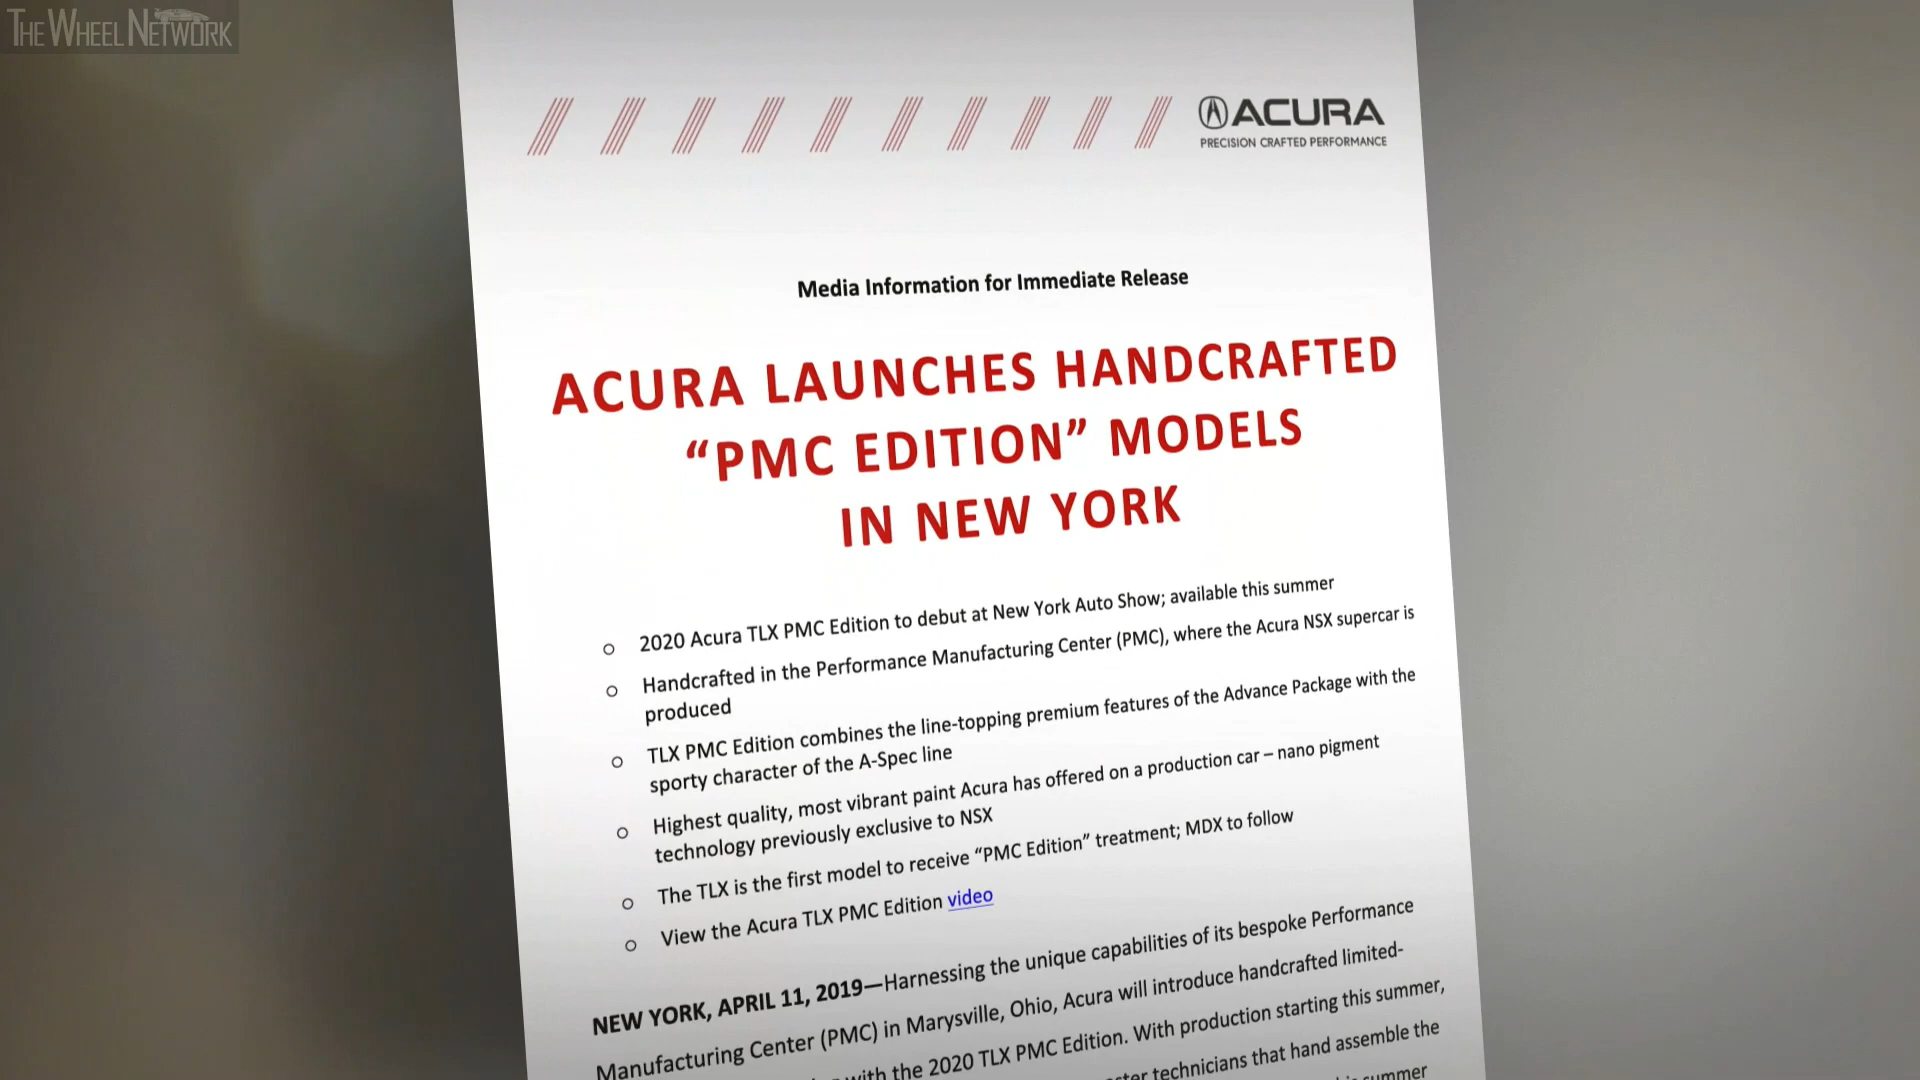 THE WHEEL NETWORK
ACURA
PRECISION CRAFTED PERFORMANCE
Media Information for Immediate Release
ACURA LAUNCHES HANDCRAFTED
“PMC EDITION” MODELS
IN NEW YORK
○ 2020 Acura TLX PMC Edition to debut at New York Auto Show; available this summer
○ Handcrafted in the Performance Manufacturing Center (PMC), where the Acura NSX supercar is
produced
○ TLX PMC Edition combines the line-topping premium features of the Advance Package with the
sporty character of the A-Spec line
○ Highest quality, most vibrant paint Acura has offered on a production car – nano pigment
technology previously exclusive to NSX
○ The TLX is the first model to receive “PMC Edition” treatment; MDX to follow
○ View the Acura TLX PMC Edition video
NEW YORK, APRIL 11, 2019—Harnessing the unique capabilities of its bespoke Performance
Manufacturing Center (PMC) in Marysville, Ohio, Acura will introduce handcrafted limited-
with the 2020 TLX PMC Edition. With production starting this summer,
technicians that hand assemble the
summer